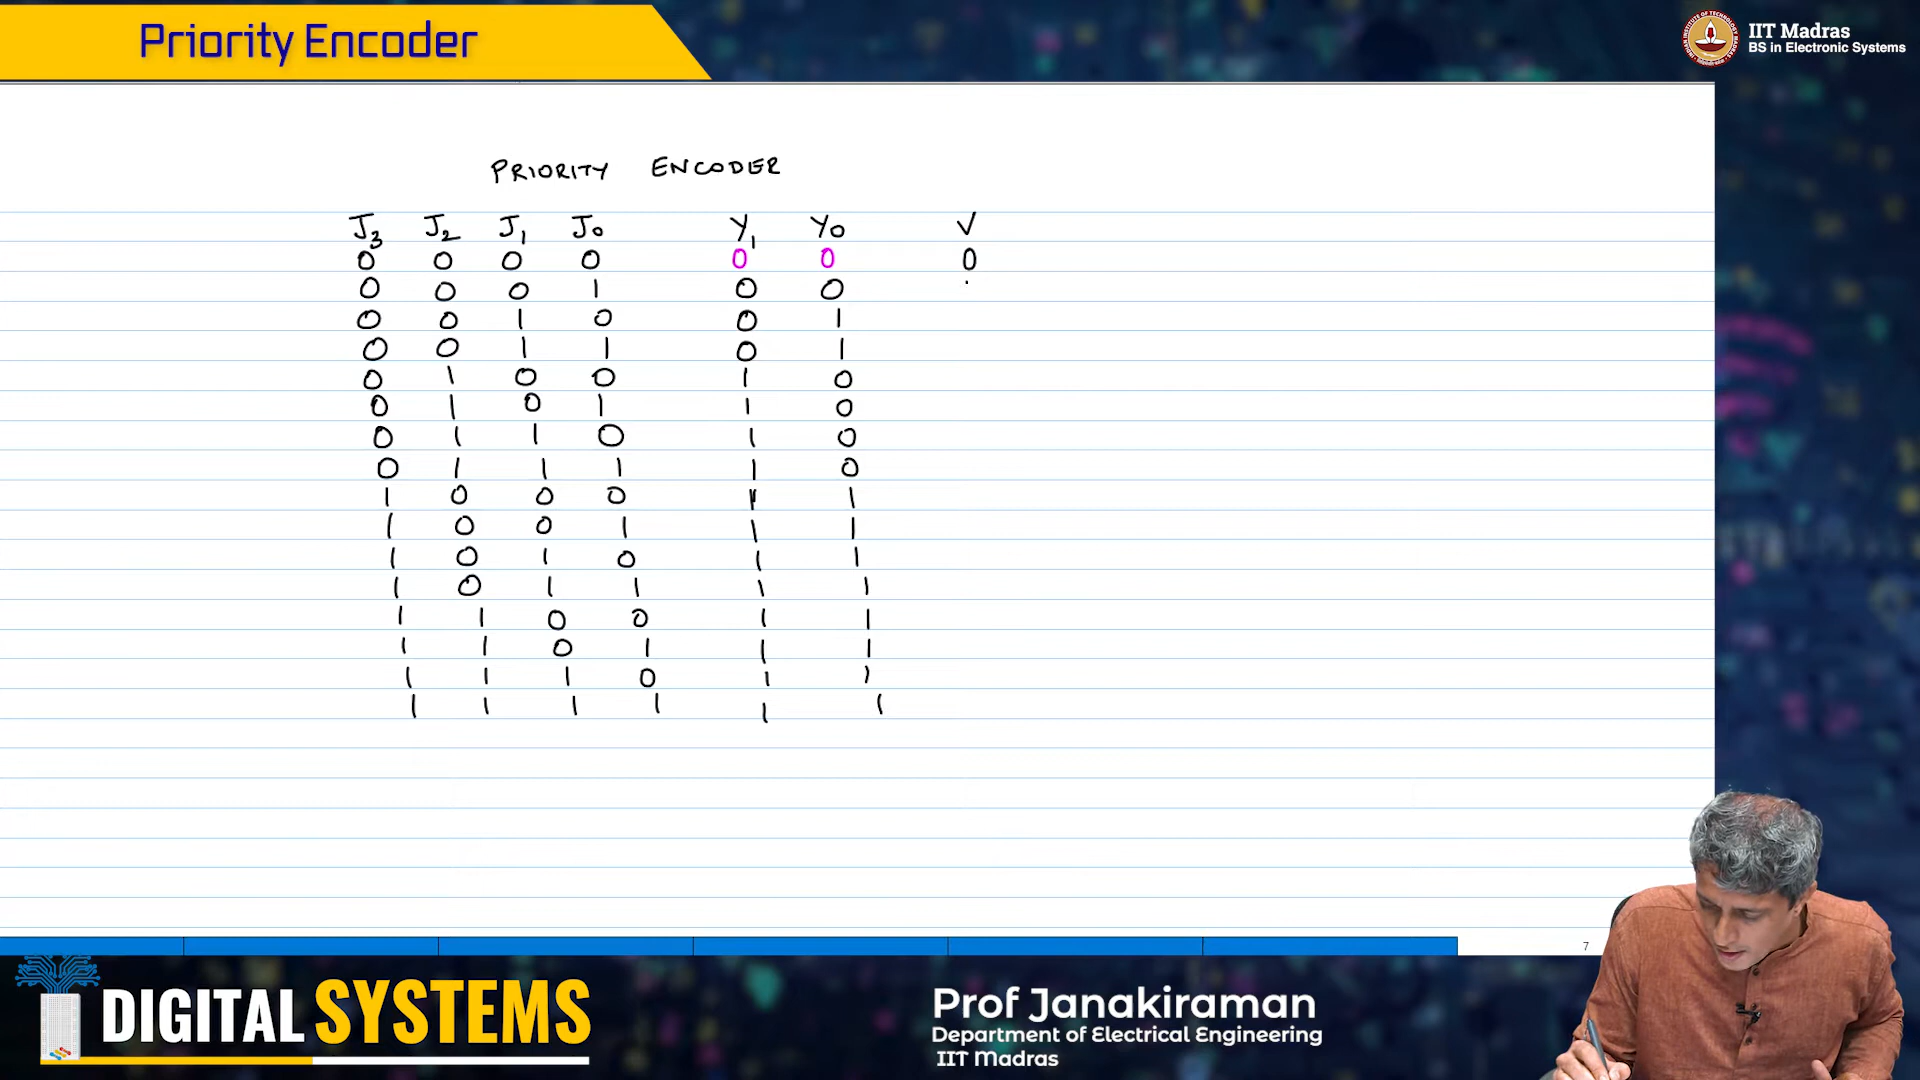 Priority Encoder
IIT Madras
BS in Electronic Systems
PRIORITY ENCODER
J3 J2 J1 J0 Y1 Y0 V
0 0 0 0 0 0 0
0 0 0 1 0 0
0 0 1 0 0 1
0 0 1 1 0 1
0 1 0 0 1 0
0 1 0 1 1 0
0 1 1 0 1 0
0 1 1 1 1 0
1 0 0 0 1 1
1 0 0 1 1 1
1 0 1 0 1 1
1 0 1 1 1 1
1 1 0 0 1 1
1 1 0 1 1 1
1 1 1 0 1 1
1 1 1 1 1 1
7
DIGITAL SYSTEMS
Prof Janakiraman
Department of Electrical Engineering
IIT Madras